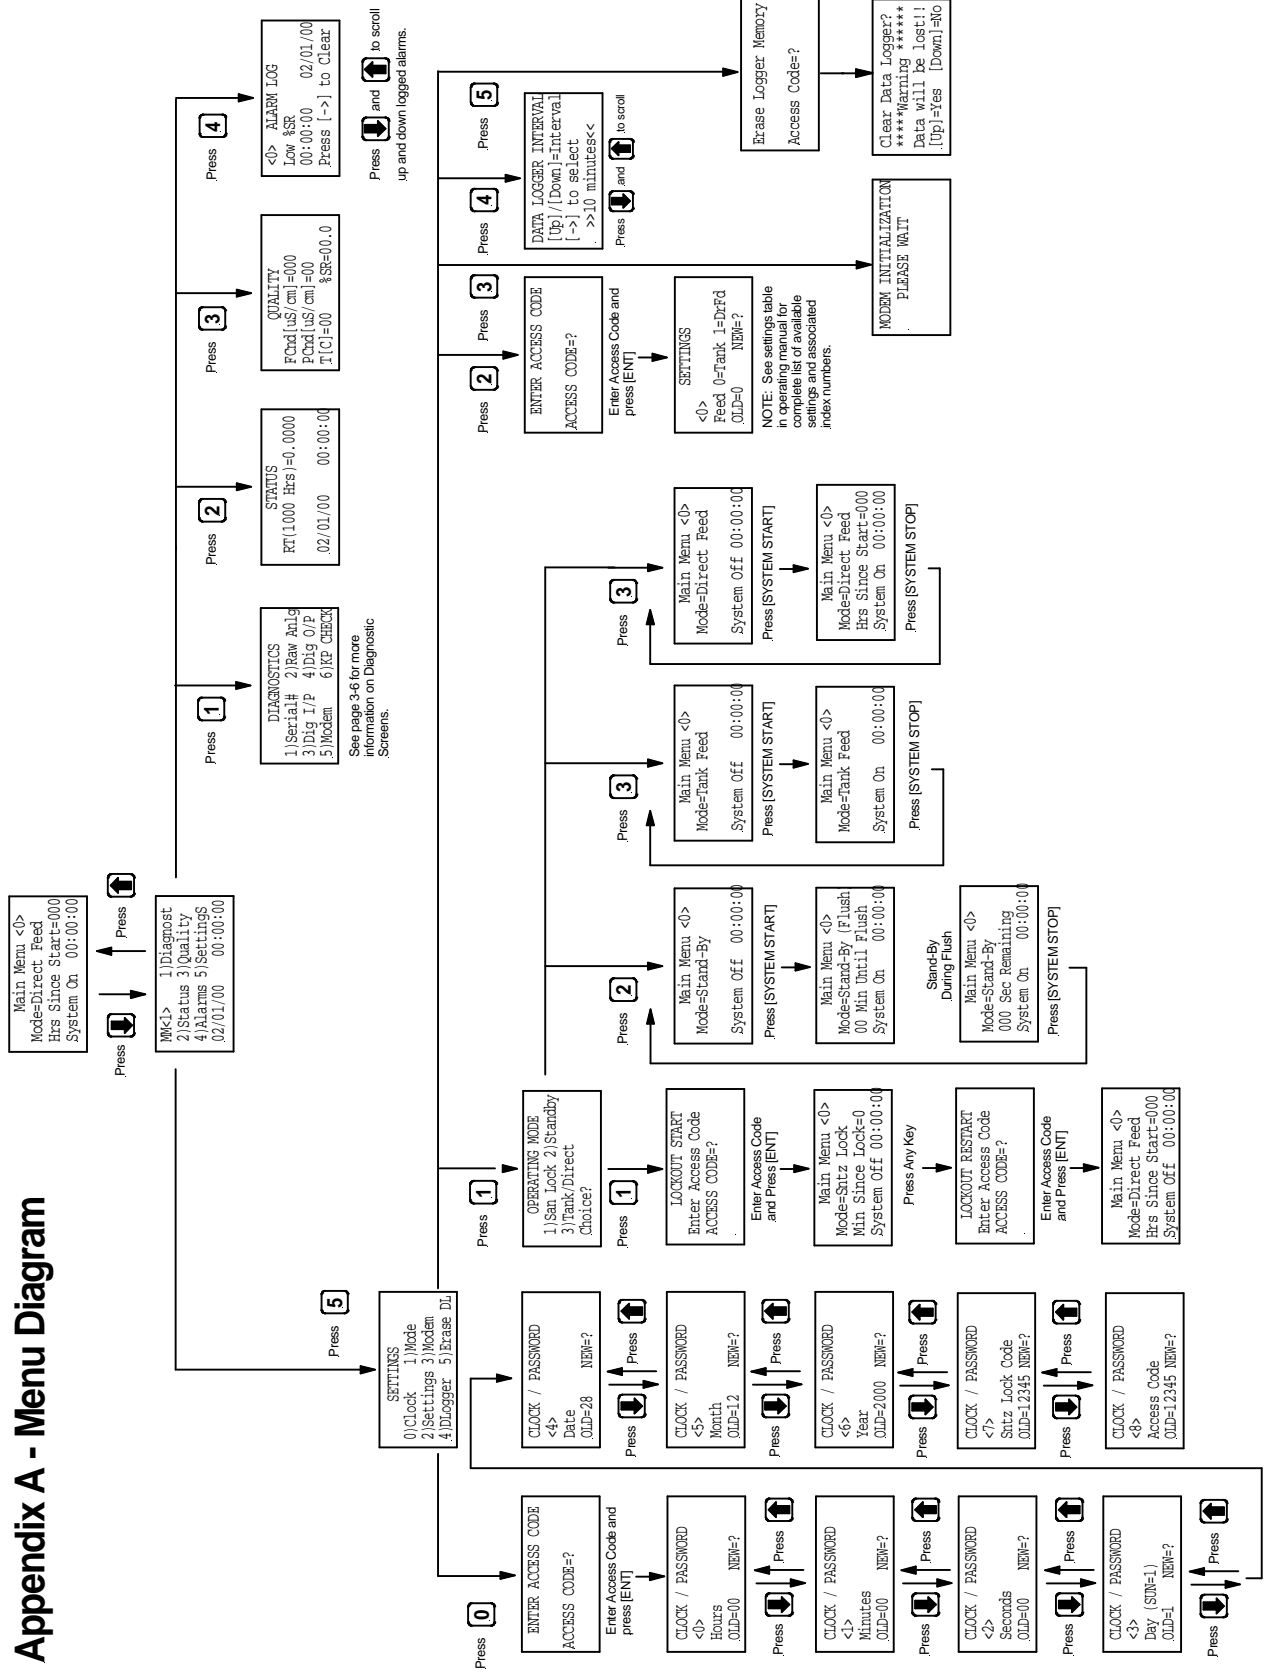 Appendix A - Menu Diagram
Main Menu <0>
Mode=Direct Feed
Hrs Since Start=000
System On 00:00:00
Press
Press
MM<1> 1)Diagnost
2)Status 3)Quality
4)Alarms 5)SettingS
02/01/00 00:00:00
Press 1
DIAGNOSTICS
1)Serial# 2)Raw Anlg
3)Dig I/P 4)Dig O/P
5)Modem 6)KP CHECK
See page 3-6 for more
information on Diagnostic
Screens.
Press 2
STATUS
RT(1000 Hrs)=0.0000
02/01/00 00:00:00
Press 3
QUALITY
FCnd[uS/cm]=000
PCnd[uS/cm]=00
T[C]=00 %SR=00.0
Press 4
<0> ALARM LOG
Low %SR
00:00:00 02/01/00
Press [->] to Clear
Press and to scroll
up and down logged alarms.
Press 5
SETTINGS
0)Clock 1)Mode
2)Settings 3)Modem
4)DLogger 5)Erase DL
Press 0
ENTER ACCESS CODE
ACCESS CODE=?
Enter Access Code and
press [ENT]
CLOCK / PASSWORD
<0>
Hours
OLD=00 NEW=?
Press
Press
CLOCK / PASSWORD
<1>
Minutes
OLD=00 NEW=?
Press
Press
CLOCK / PASSWORD
<2>
Seconds
OLD=00 NEW=?
Press
Press
CLOCK / PASSWORD
<3>
Day (SUN=1)
OLD=1 NEW=?
Press
Press
CLOCK / PASSWORD
<4>
Date
OLD=28 NEW=?
Press
Press
CLOCK / PASSWORD
<5>
Month
OLD=12 NEW=?
Press
Press
CLOCK / PASSWORD
<6>
Year
OLD=2000 NEW=?
Press
Press
CLOCK / PASSWORD
<7>
Sntz Lock Code
OLD=12345 NEW=?
Press
Press
CLOCK / PASSWORD
<8>
Access Code
OLD=12345 NEW=?
Press 1
OPERATING MODE
1)San Lock 2)Standby
3)Tank/Direct
Choice?
Press 1
LOCKOUT START
Enter Access Code
ACCESS CODE=?
Enter Access Code
and Press [ENT]
Main Menu <0>
Mode=Sntz Lock
Min Since Lock=0
System Off 00:00:00
Press Any Key
LOCKOUT RESTART
Enter Access Code
ACCESS CODE=?
Enter Access Code
and Press [ENT]
Main Menu <0>
Mode=Direct Feed
Hrs Since Start=000
System Off 00:00:00
Press 2
Main Menu <0>
Mode=Stand-By
System Off 00:00:00
Press [SYSTEM START]
Main Menu <0>
Mode=Stand-By (Flush
00 Min Until Flush
System On 00:00:00
Stand-By
During Flush
Main Menu <0>
Mode=Stand-By
000 Sec Remaining
System On 00:00:00
Press [SYSTEM STOP]
Press 3
Main Menu <0>
Mode=Tank Feed
System Off 00:00:00
Press [SYSTEM START]
Main Menu <0>
Mode=Tank Feed
System On 00:00:00
Press [SYSTEM STOP]
Press 3
Main Menu <0>
Mode=Direct Feed
System Off 00:00:00
Press [SYSTEM START]
Main Menu <0>
Mode=Direct Feed
Hrs Since Start=000
System On 00:00:00
Press [SYSTEM STOP]
Press 2
ENTER ACCESS CODE
ACCESS CODE=?
Enter Access Code and
press [ENT]
SETTINGS
<0>
Feed 0=Tank 1=DrFd
OLD=0 NEW=?
NOTE: See settings table
in operating manual for
complete list of available
settings and associated
index numbers.
Press 3
MODEM INITIALIZATION
PLEASE WAIT
Press 4
DATA LOGGER INTERVAL
[Up]/[Down]=Interval
[->] to select
>>10 minutes<<
Press and to scroll
Press 5
Erase Logger Memory
Access Code=?
Clear Data Logger?
*****Warning ******
Data will be lost!!
[Up]=Yes [Down]=No